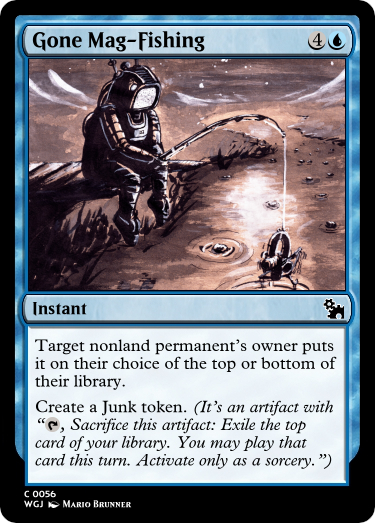 Gone Mag-Fishing 4
Instant
Target nonland permanent's owner puts
it on their choice of the top or bottom of
their library.
Create a Junk token. (It's an artifact with
“, Sacrifice this artifact: Exile the top
card of your library. You may play that
card this turn. Activate only as a sorcery.”)
C 0056
WGJ Mario Brunner